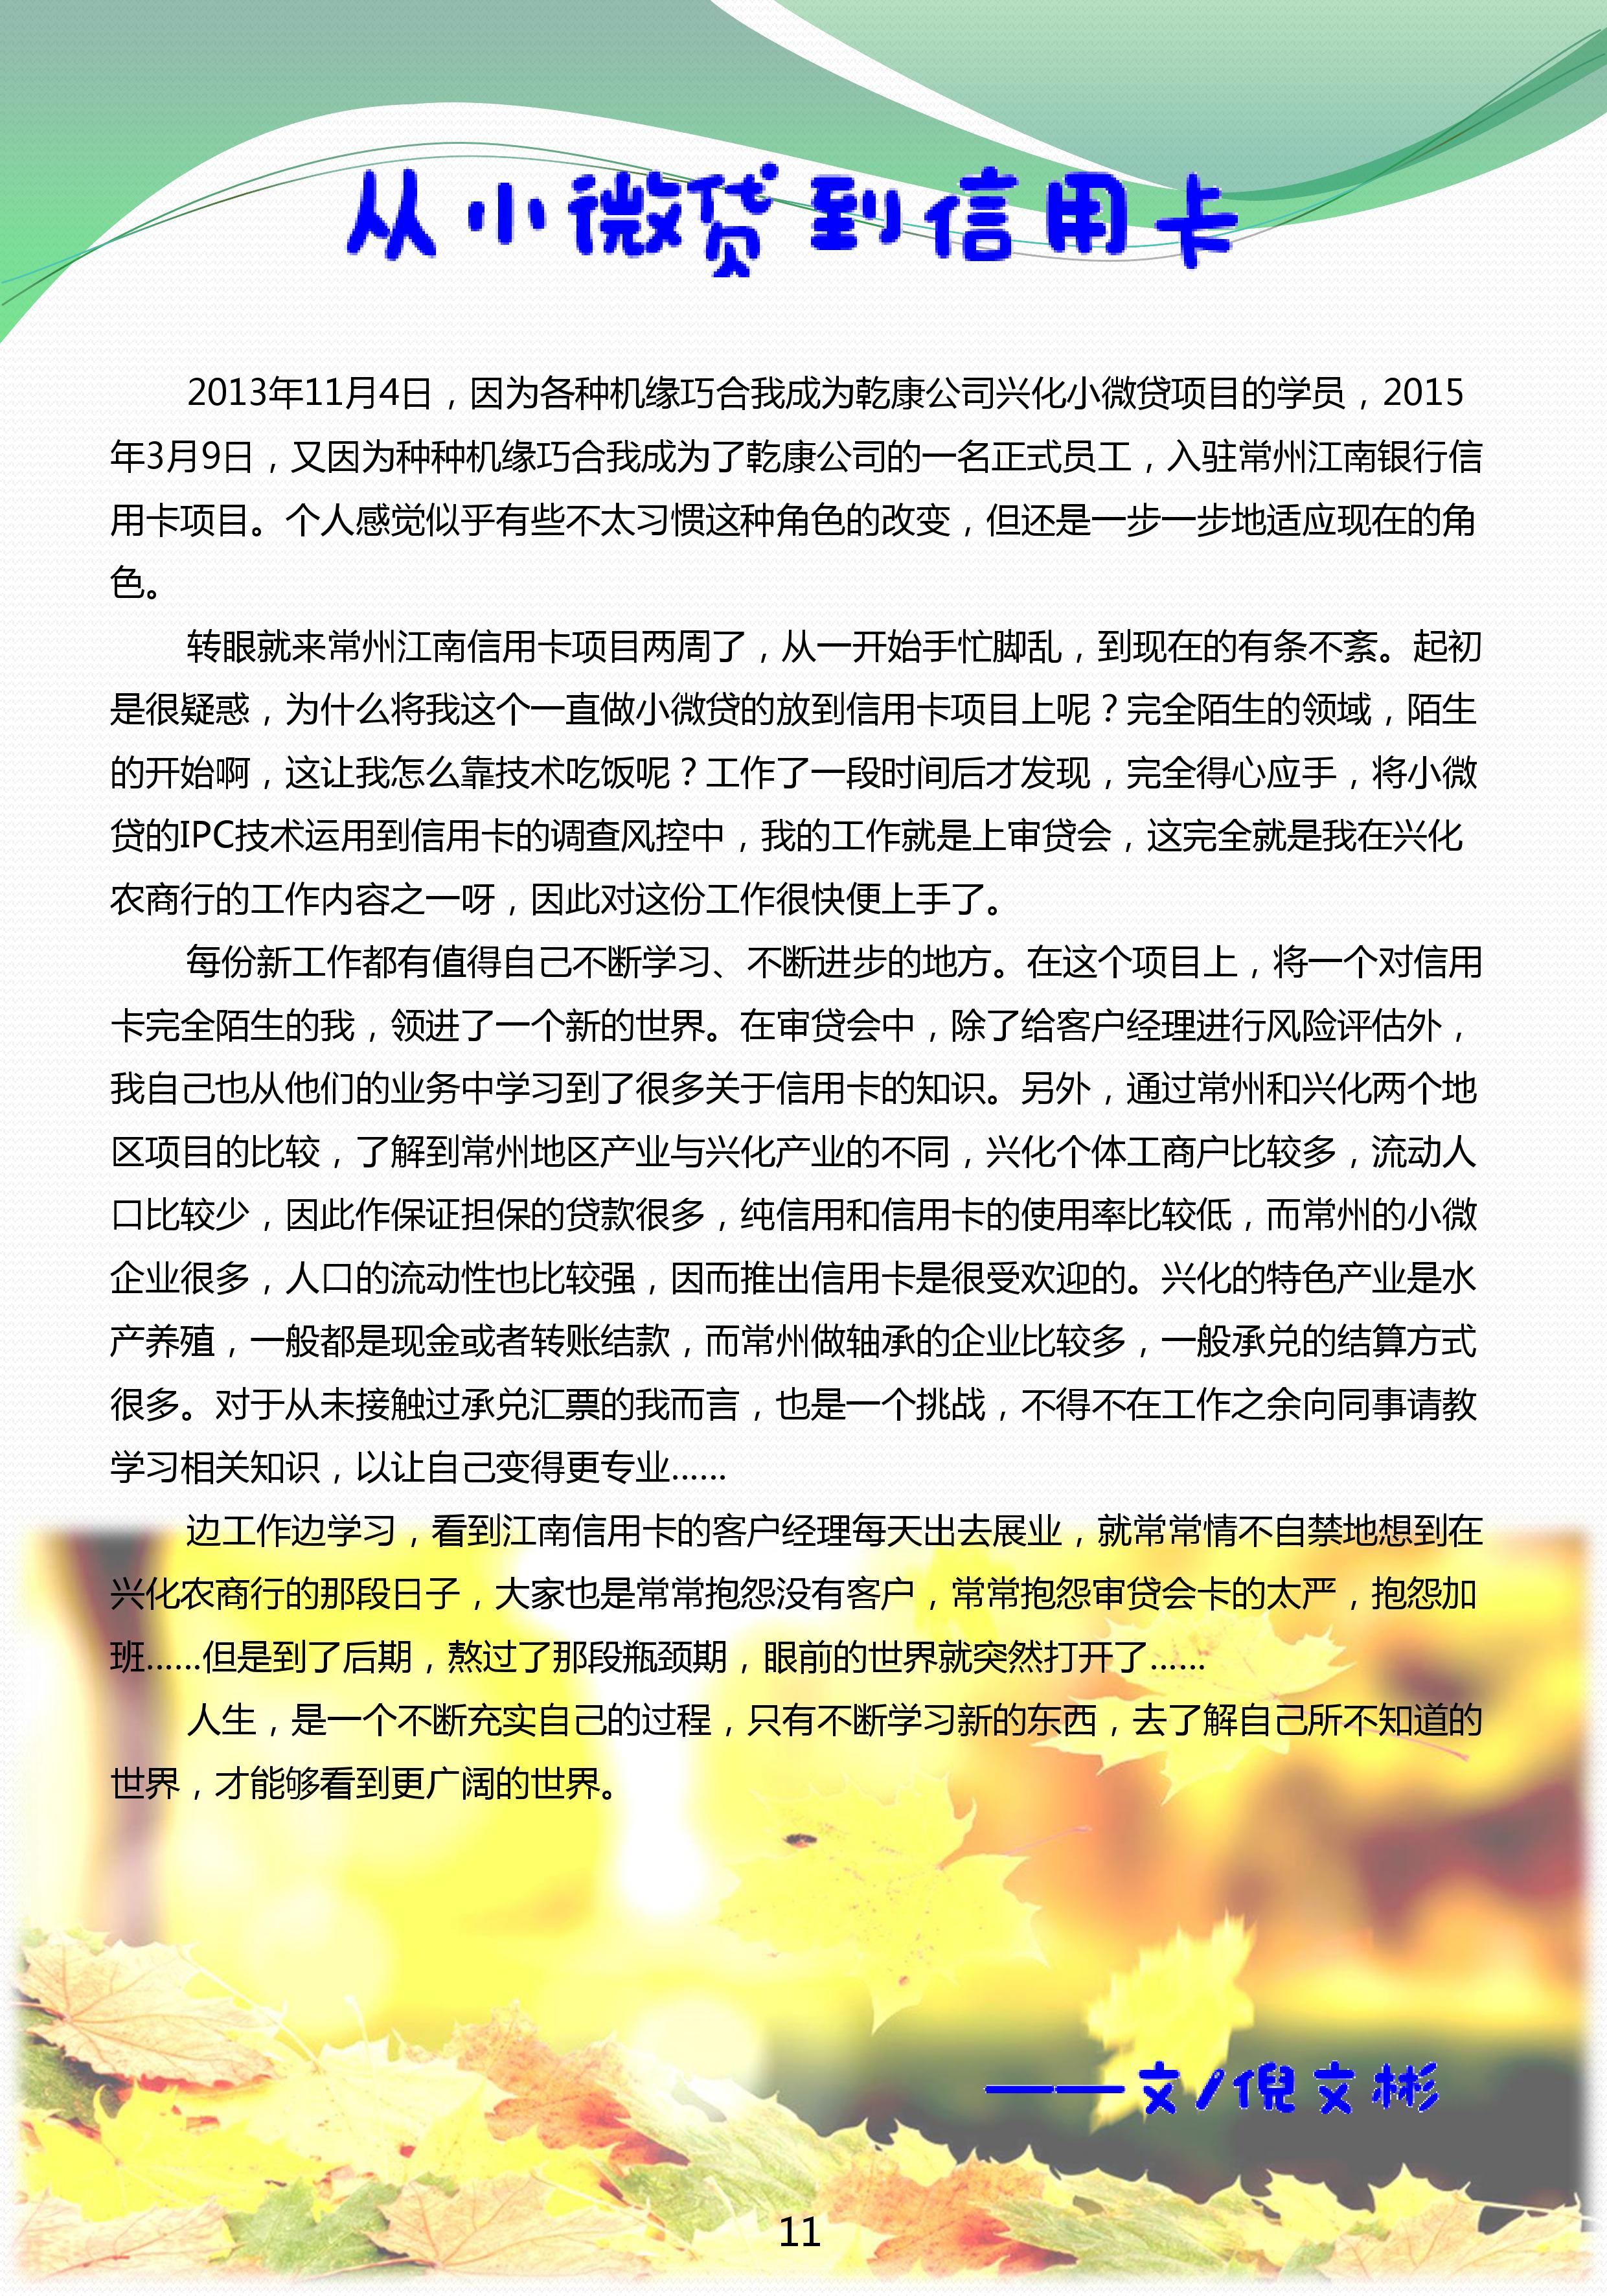 从小微贷到信用卡
2013年11月4日，因为各种机缘巧合我成为乾康公司兴化小微贷项目的学员，2015
年3月9日，又因为种种机缘巧合我成为了乾康公司的一名正式员工，入驻常州江南银行信
用卡项目。个人感觉似乎有些不太习惯这种角色的改变，但还是一步一步地适应现在的角
色。
转眼就来常州江南信用卡项目两周了，从一开始手忙脚乱，到现在的有条不紊。起初
是很疑惑，为什么将我这个一直做小微贷的放到信用卡项目上呢？完全陌生的领域，陌生
的开始啊，这让我怎么靠技术吃饭呢？工作了一段时间后才发现，完全得心应手，将小微
贷的IPC技术运用到信用卡的调查风控中，我的工作就是上审贷会，这完全就是我在兴化
农商行的工作内容之一呀，因此对这份工作很快便上手了。
每份新工作都有值得自己不断学习、不断进步的地方。在这个项目上，将一个对信用
卡完全陌生的我，领进了一个新的世界。在审贷会中，除了给客户经理进行风险评估外，
我自己也从他们的业务中学习到了很多关于信用卡的知识。另外，通过常州和兴化两个地
区项目的比较，了解到常州地区产业与兴化产业的不同，兴化个体工商户比较多，流动人
口比较少，因此作保证担保的贷款很多，纯信用和信用卡的使用率比较低，而常州的小微
企业很多，人口的流动性也比较强，因而推出信用卡是很受欢迎的。兴化的特色产业是水
产养殖，一般都是现金或者转账结款，而常州做轴承的企业比较多，一般承兑的结算方式
很多。对于从未接触过承兑汇票的我而言，也是一个挑战，不得不在工作之余向同事请教
学习相关知识，以让自己变得更专业......
边工作边学习，看到江南信用卡的客户经理每天出去展业，就常常情不自禁地想到在
兴化农商行的那段日子，大家也是常常抱怨没有客户，常常抱怨审贷会卡的太严，抱怨加
班......但是到了后期，熬过了那段瓶颈期，眼前的世界就突然打开了......
人生，是一个不断充实自己的过程，只有不断学习新的东西，去了解自己所不知道的
世界，才能够看到更广阔的世界。
——文/倪文彬
11